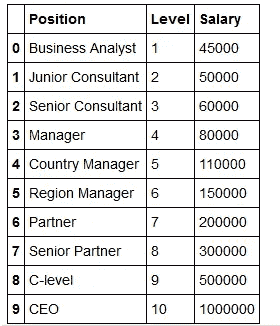 Position Level Salary
0 Business Analyst 1 45000
1 Junior Consultant 2 50000
2 Senior Consultant 3 60000
3 Manager 4 80000
4 Country Manager 5 110000
5 Region Manager 6 150000
6 Partner 7 200000
7 Senior Partner 8 300000
8 C-level 9 500000
9 CEO 10 1000000